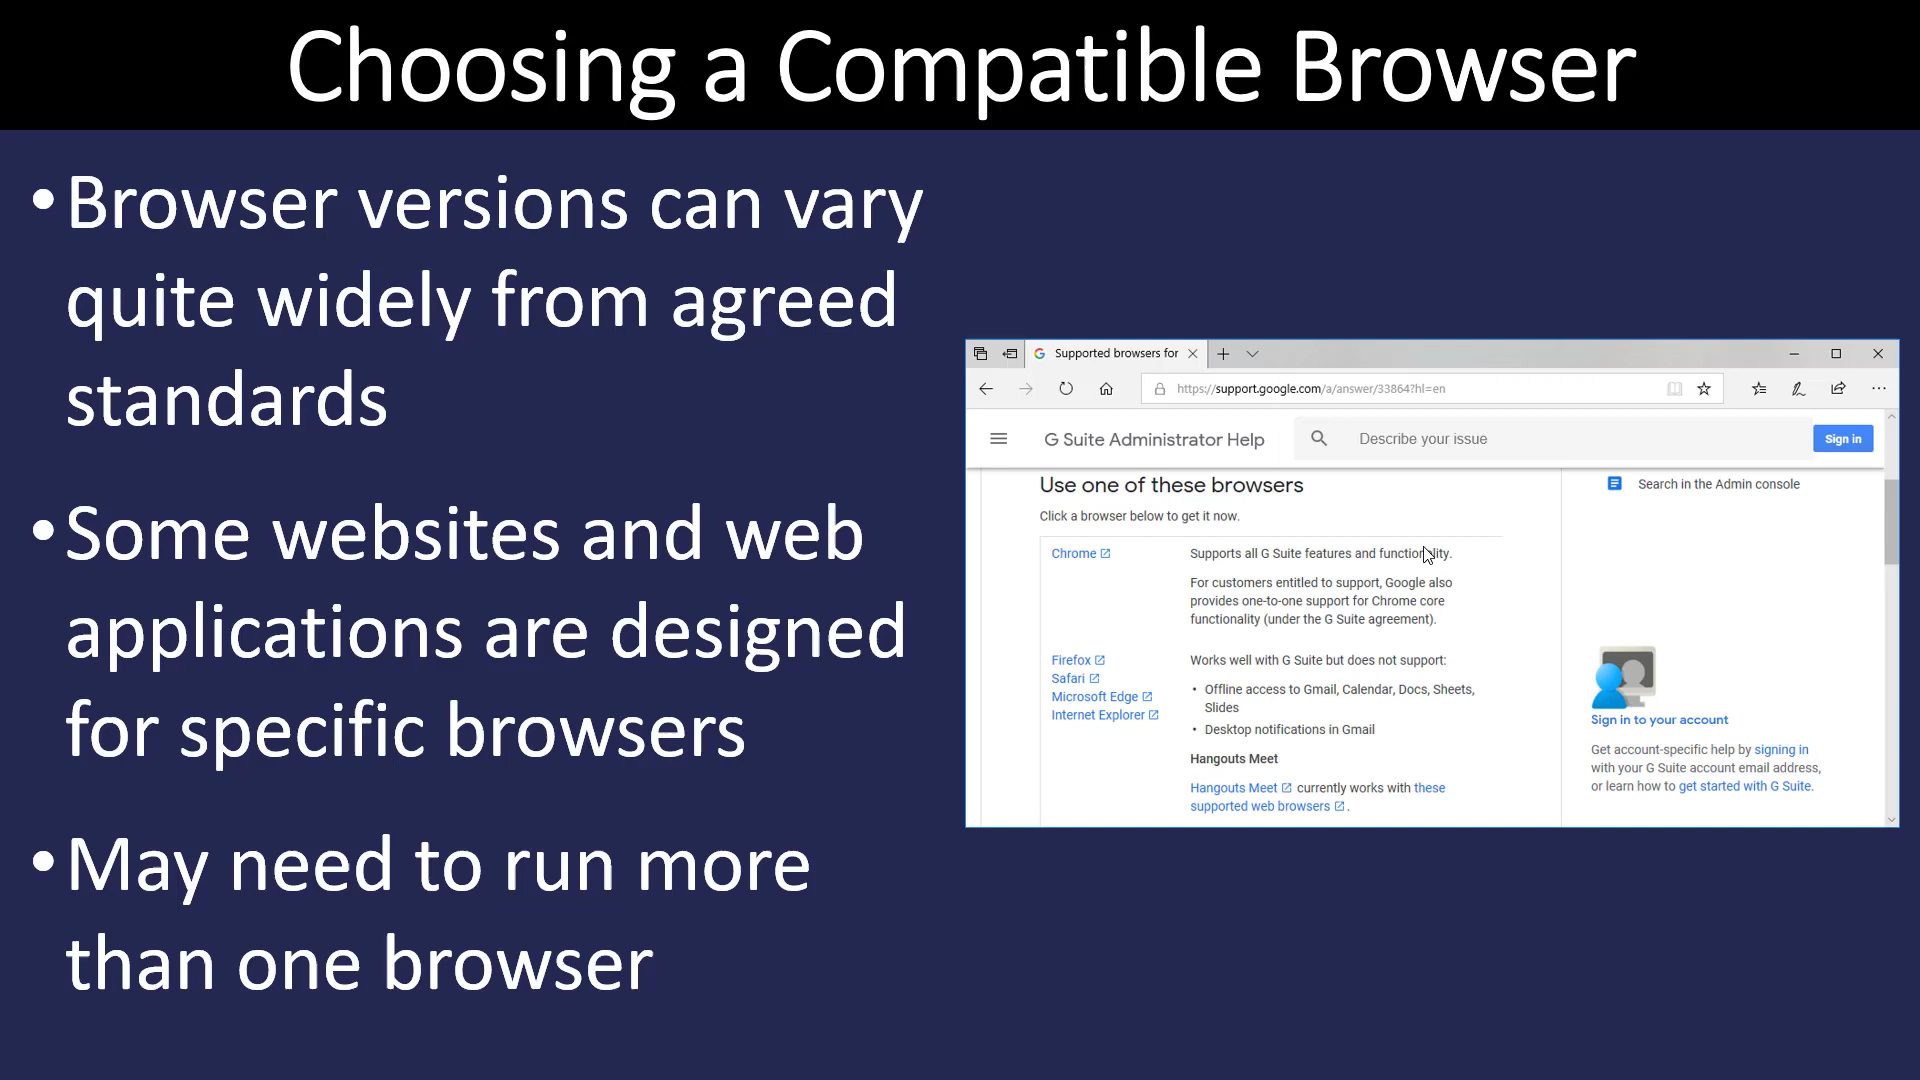 Choosing a Compatible Browser
•Browser versions can vary
quite widely from agreed
standards
•Some websites and web
applications are designed
for specific browsers
•May need to run more
than one browser
Supported browsers for
https://support.google.com/a/answer/33864?hl=en
G Suite Administrator Help
Describe your issue
Sign in
Use one of these browsers
Click a browser below to get it now.
Chrome
Supports all G Suite features and functionality.
For customers entitled to support, Google also
provides one-to-one support for Chrome core
functionality (under the G Suite agreement).
Firefox
Safari
Microsoft Edge
Internet Explorer
Works well with G Suite but does not support:
• Offline access to Gmail, Calendar, Docs, Sheets,
Slides
• Desktop notifications in Gmail
Hangouts Meet
Hangouts Meet currently works with these
supported web browsers .
Search in the Admin console
Sign in to your account
Get account-specific help by signing in
with your G Suite account email address,
or learn how to get started with G Suite.